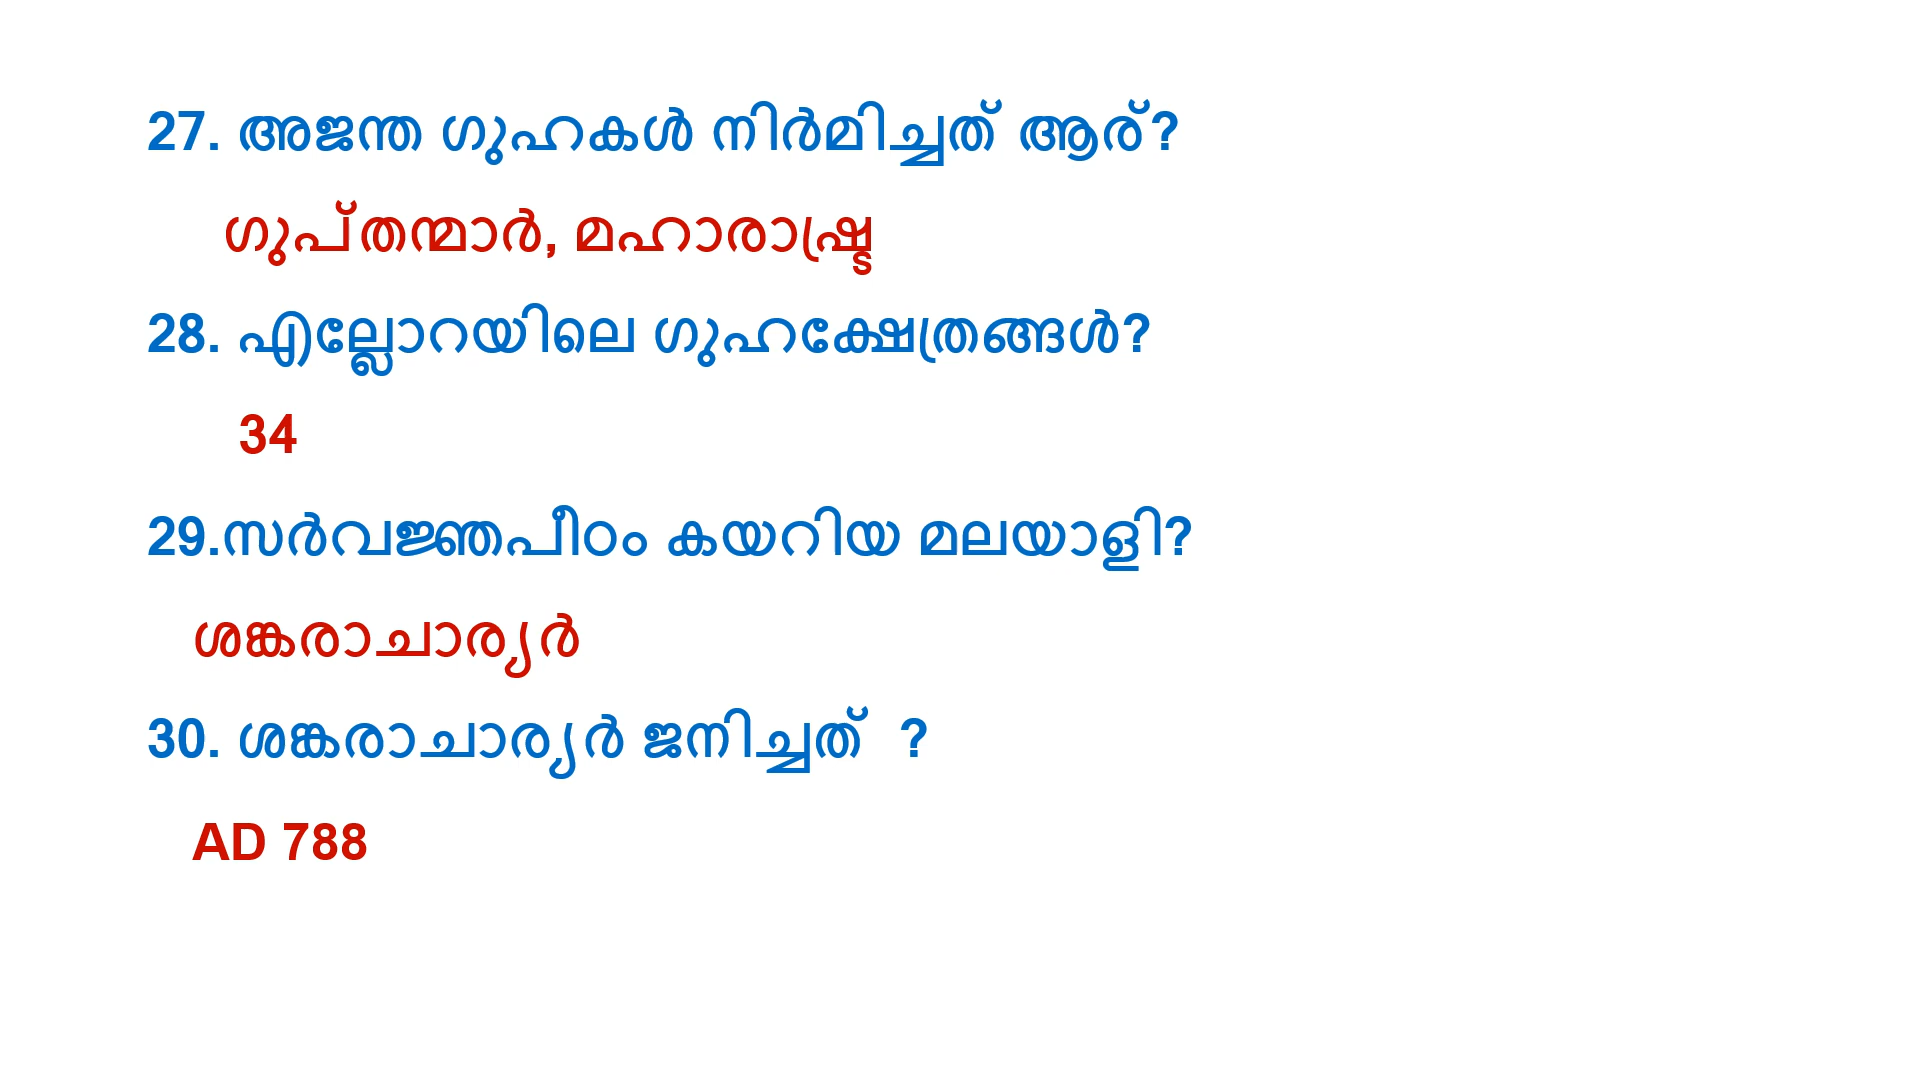 27. അജന്ത ഗുഹകൾ നിർമിച്ചത് ആര്?
ഗുപ്തന്മാർ, മഹാരാഷ്ട്ര
28. എല്ലോറയിലെ ഗുഹക്ഷേത്രങ്ങൾ?
34
29.സർവജ്ഞപീഠം കയറിയ മലയാളി?
ശങ്കരാചാര്യർ
30. ശങ്കരാചാര്യർ ജനിച്ചത്  ?
AD 788